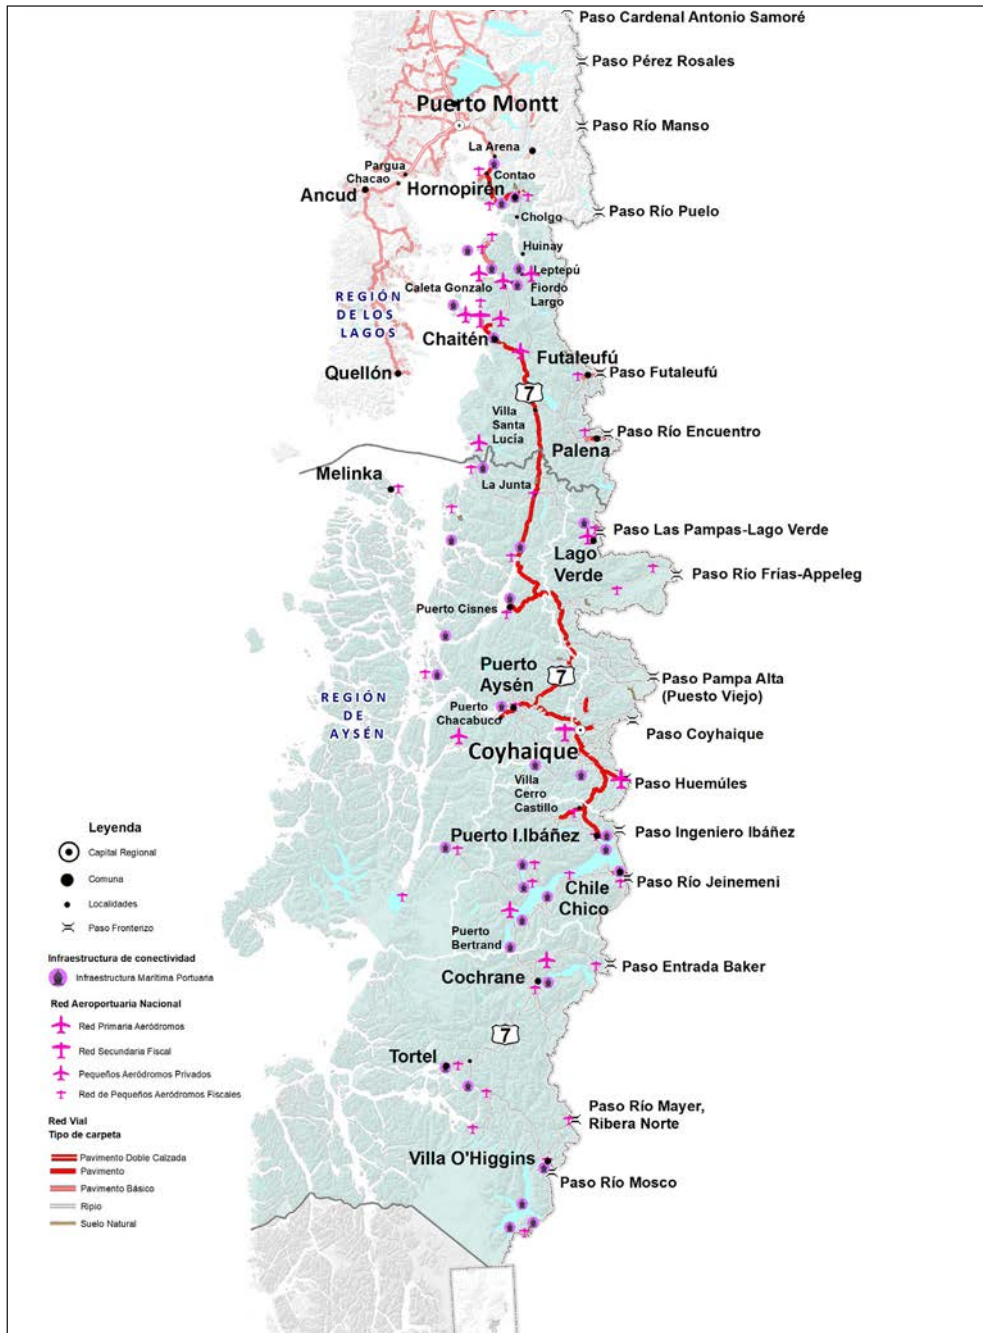 Paso Cardenal Antonio Samoré
Paso Pérez Rosales
Puerto Montt
Paso Río Manso
La Arena
Pargua
Contao
Chacao
Hornopirén
Ancud
Paso Río Puelo
Cholgo
Huinay
Leptepú
Caleta Gonzalo
Fiordo
Largo
REGIÓN
DE LOS
LAGOS
Chaitén
Futaleufú
Quellón
Paso Futaleufú
7
Villa
Santa
Lucía
Paso Río Encuentro
Palena
Melinka
La Junta
Paso Las Pampas-Lago Verde
Lago
Verde
Paso Río Frías-Appeleg
Puerto Cisnes
Puerto
Aysén
7
Paso Pampa Alta
(Puesto Viejo)
REGIÓN
DE
AYSÉN
Puerto
Chacabuco
Paso Coyhaique
Coyhaique
Villa
Cerro
Castillo
Paso Huemúles
Puerto I.Ibáñez
Paso Ingeniero Ibáñez
Chile
Chico
Paso Río Jeinemeni
Puerto
Bertrand
Cochrane
Paso Entrada Baker
7
Tortel
Paso Río Mayer,
Ribera Norte
Villa O'Higgins
Paso Río Mosco
Leyenda
Capital Regional
Comuna
Localidades
Paso Fronterizo
Infraestructura de conectividad
Infraestructura Marítima Portuaria
Red Aeroportuaria Nacional
Red Primaria Aeródromos
Red Secundaria Fiscal
Pequeños Aeródromos Privados
Red de Pequeños Aeródromos Fiscales
Red Vial
Tipo de carpeta
Pavimento Doble Calzada
Pavimento
Pavimento Básico
Ripio
Suelo Natural